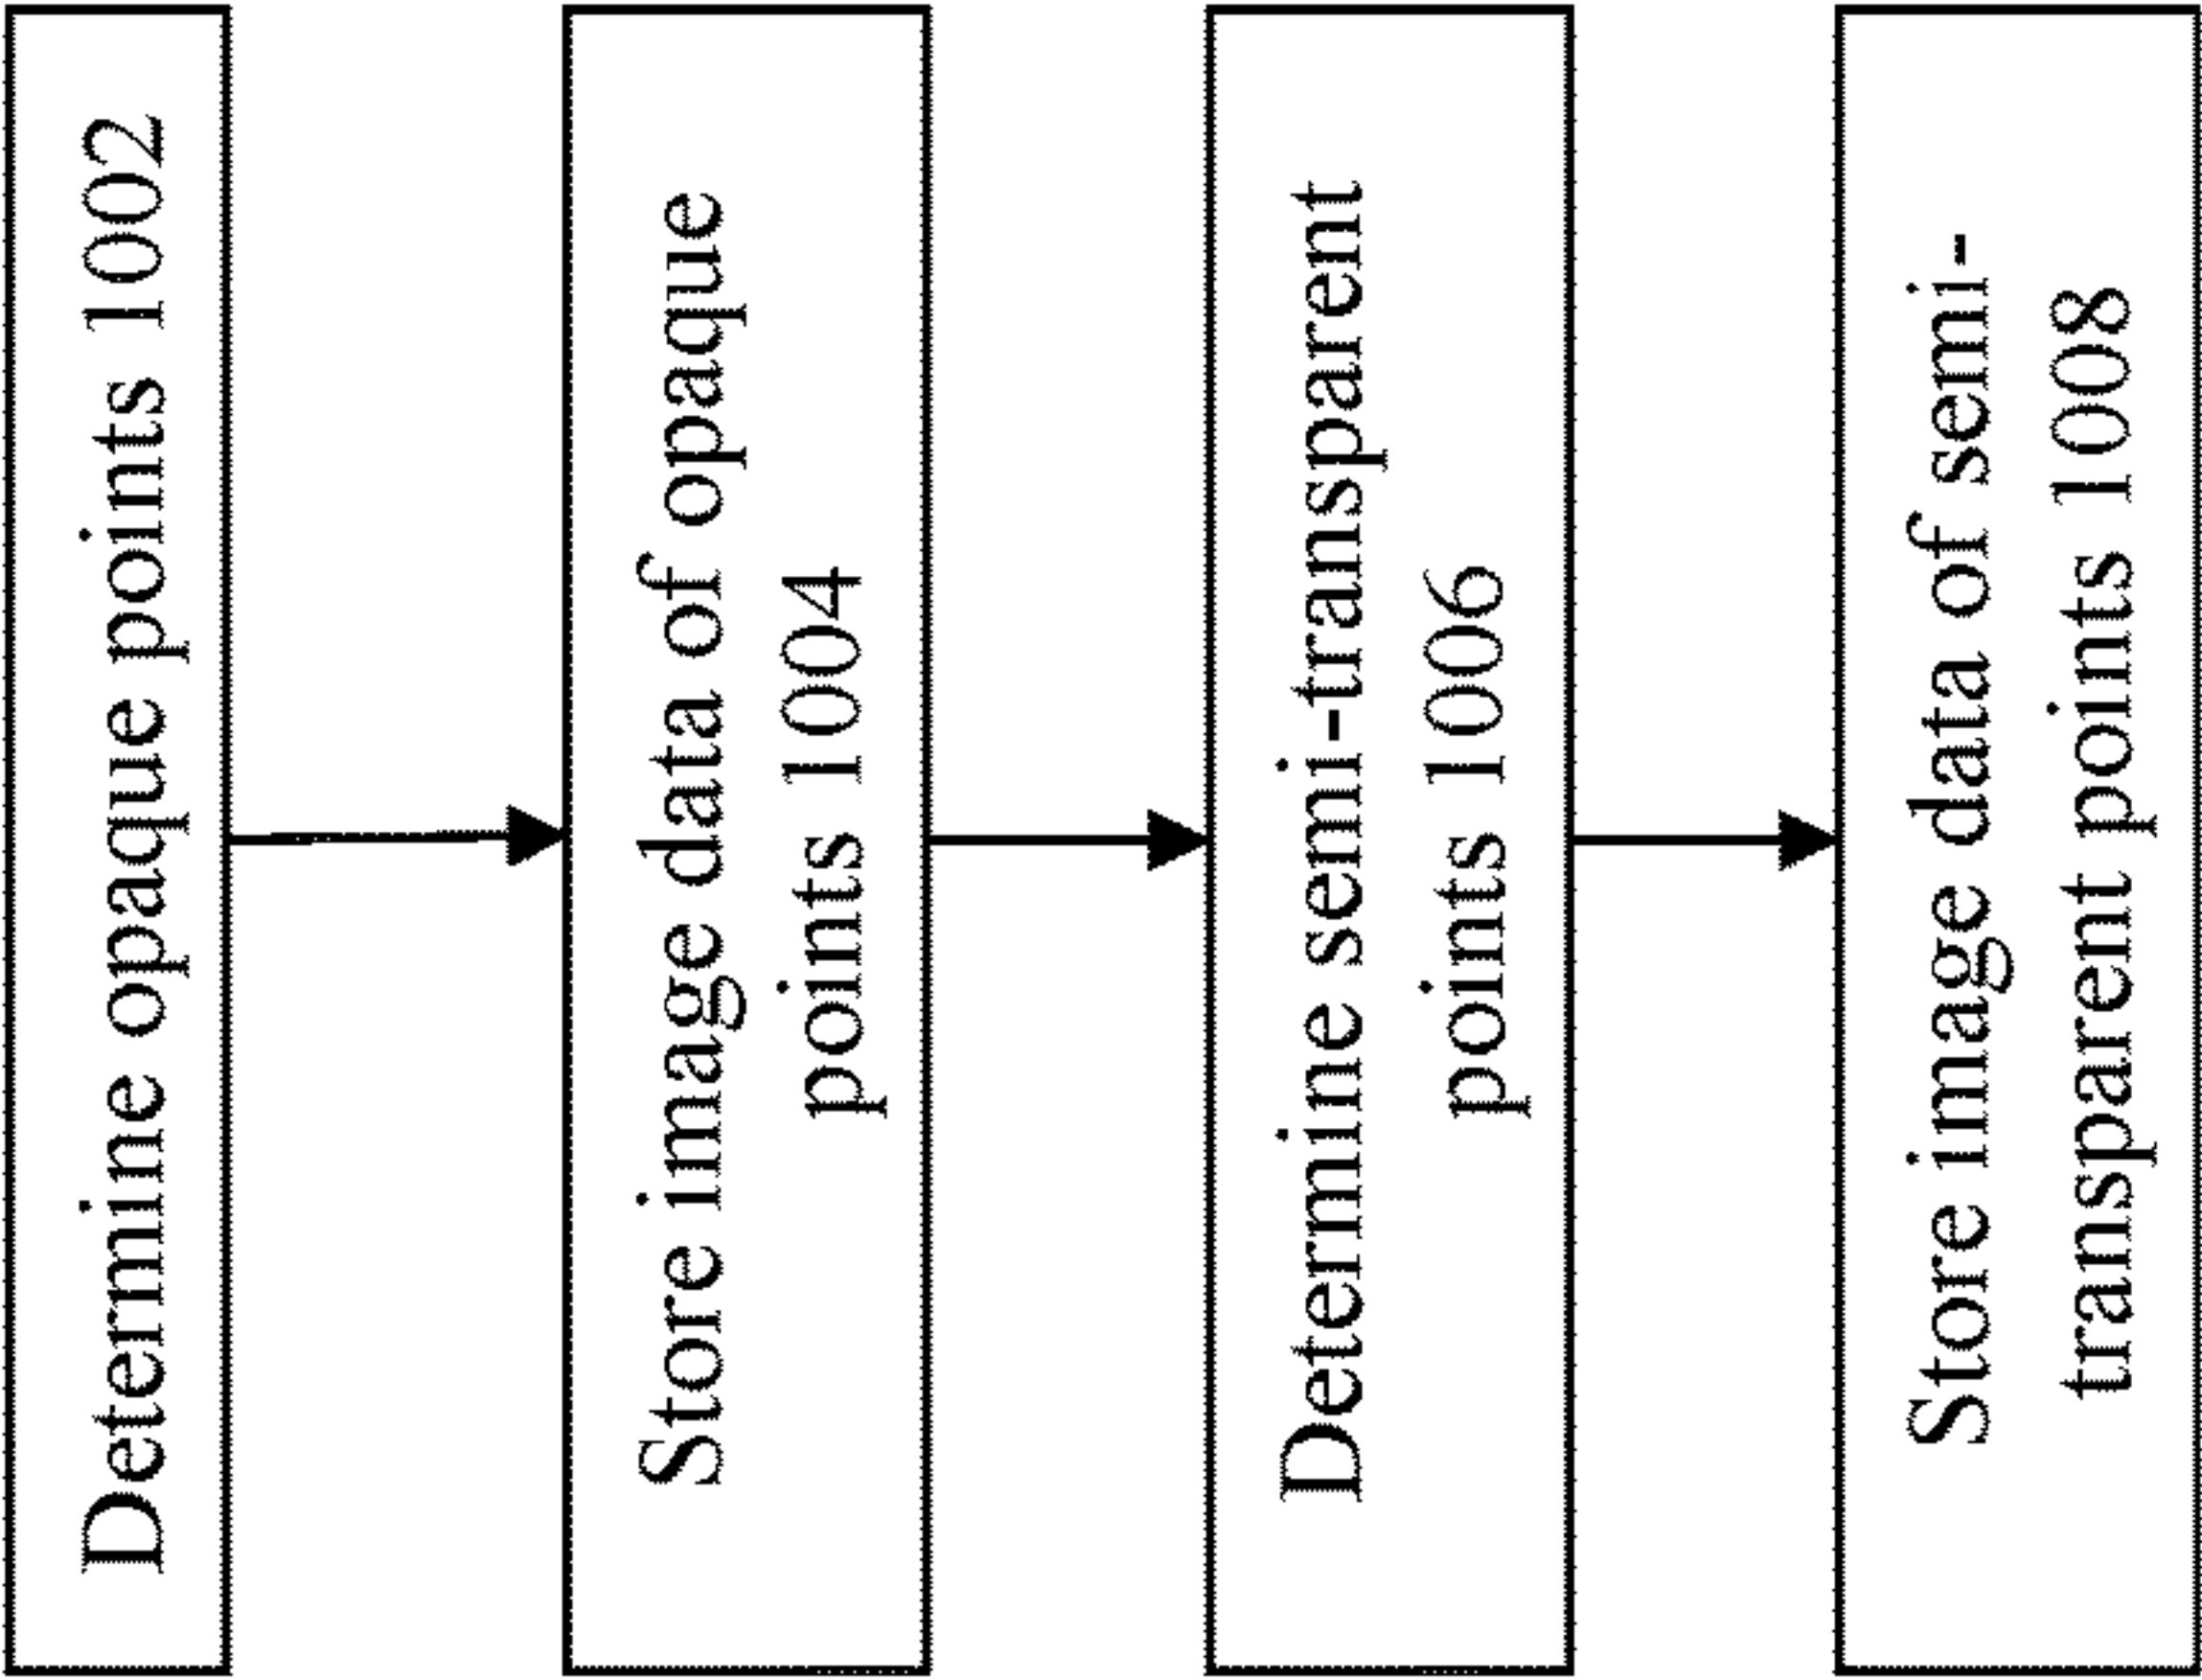 Determine opaque points 1002
Store image data of opaque
points 1004
Determine semi-transparent
points 1006
Store image data of semi-
transparent points 1008